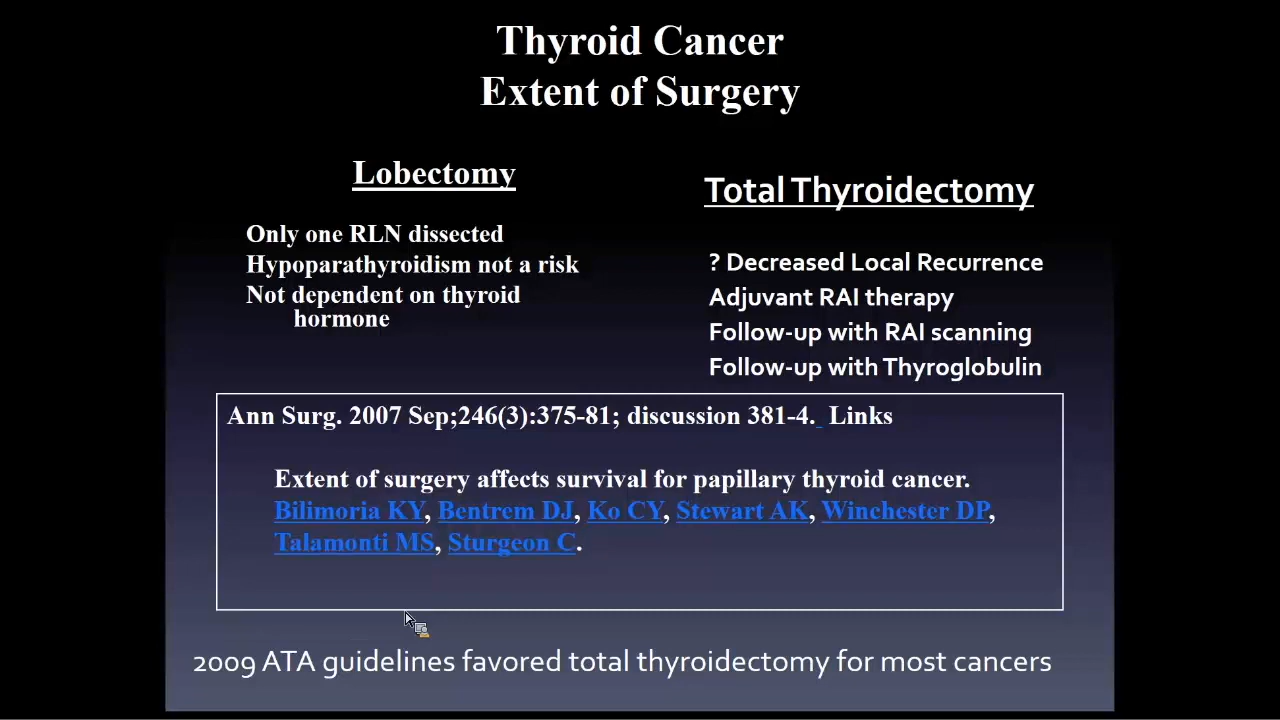 Thyroid Cancer
Extent of Surgery
Lobectomy
Only one RLN dissected
Hypoparathyroidism not a risk
Not dependent on thyroid
hormone
Total Thyroidectomy
? Decreased Local Recurrence
Adjuvant RAI therapy
Follow-up with RAI scanning
Follow-up with Thyroglobulin
Ann Surg. 2007 Sep;246(3):375-81; discussion 381-4. Links
Extent of surgery affects survival for papillary thyroid cancer.
Bilimoria KY, Bentrem DJ, Ko CY, Stewart AK, Winchester DP,
Talamonti MS, Sturgeon C.
2009 ATA guidelines favored total thyroidectomy for most cancers